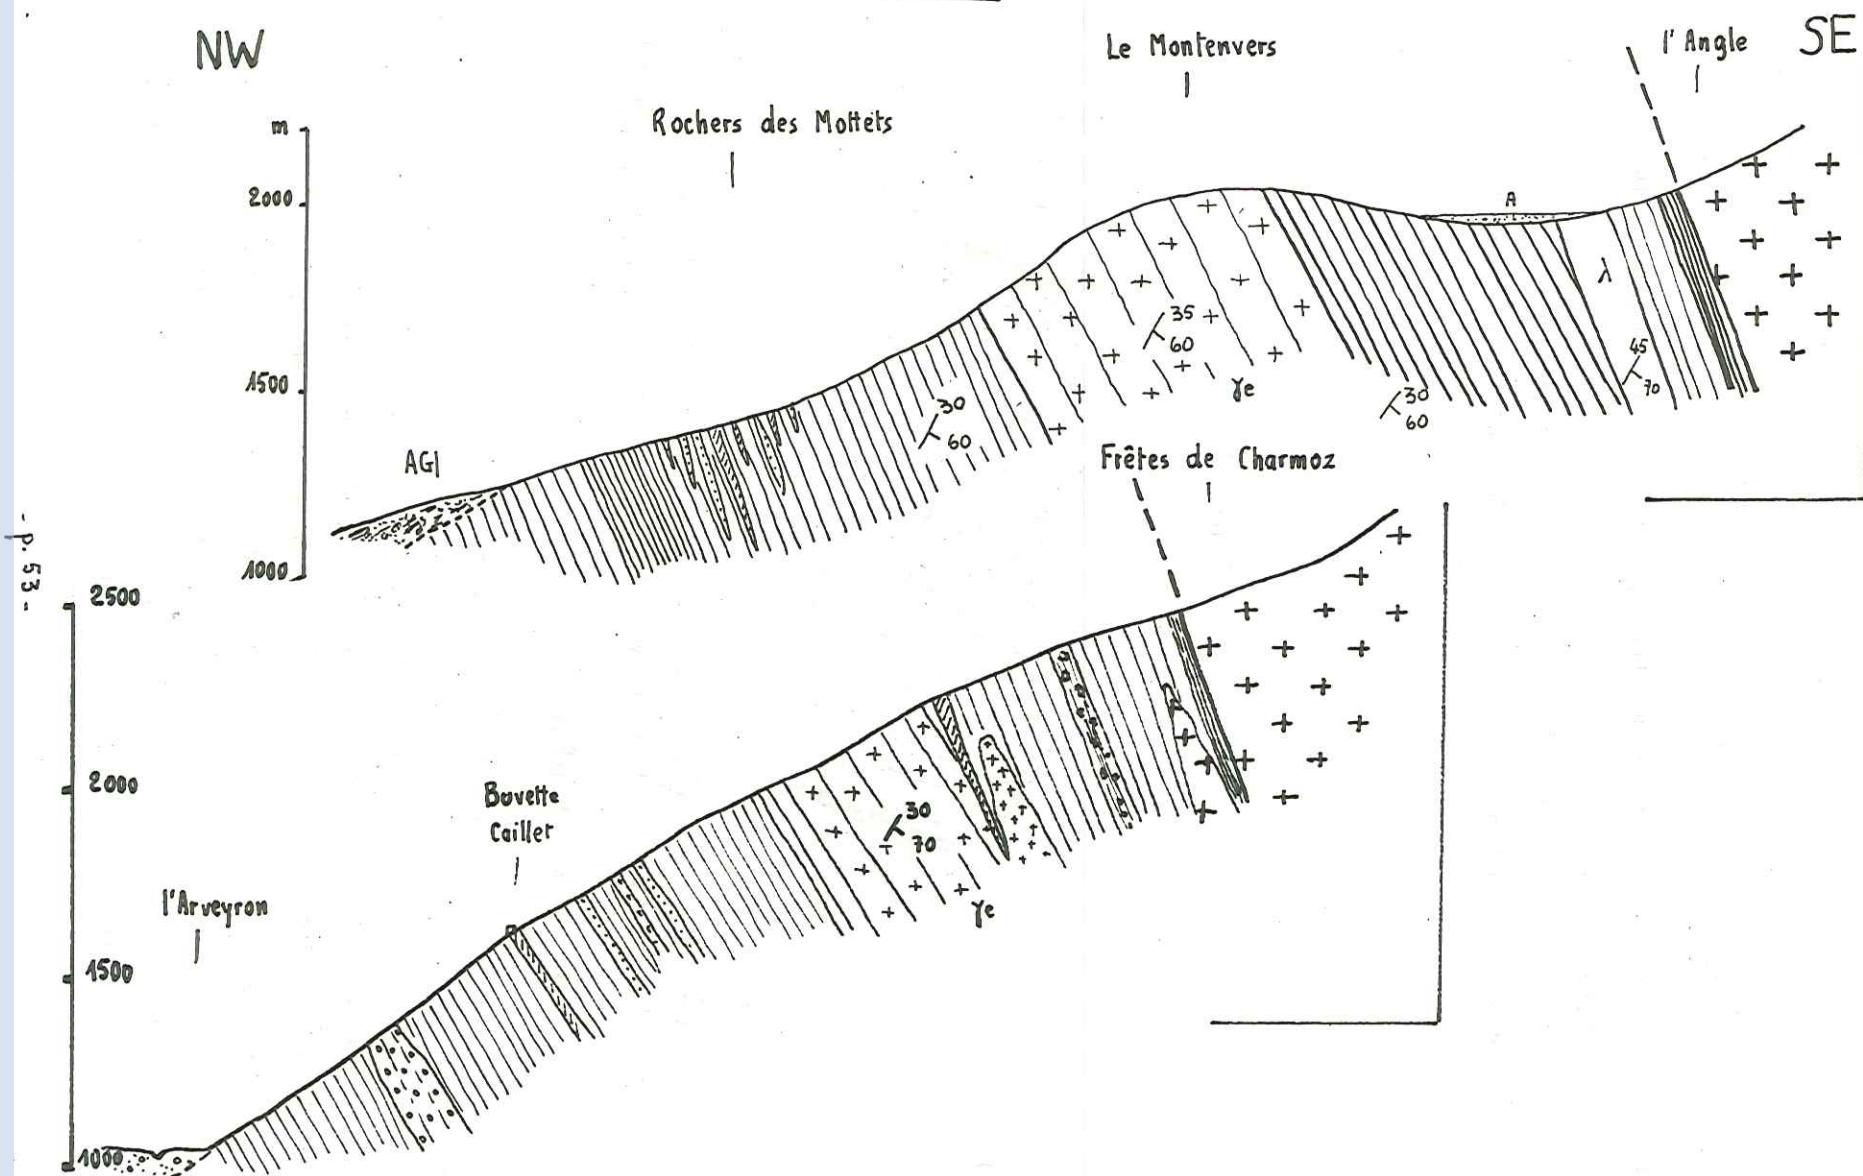 NW
Le Montenvers
l'Angle
SE
Rochers des Mottets
m
2000
A
λ
35
60
1500
45
70
γe
30
60
30
60
AGl
Frêtes de Charmoz
- p. 53 -
1000
2500
2000
Buvette
Caillet
30
70
l'Arveyron
γe
1500
1000